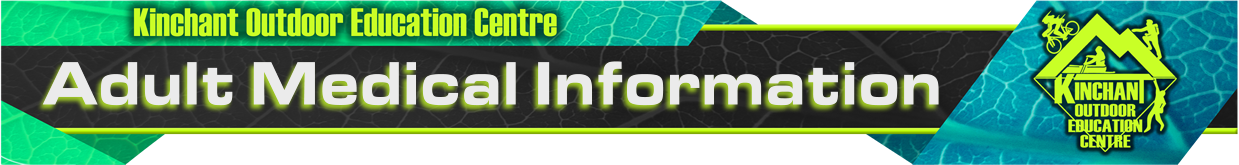 Kinchant Outdoor Education Centre
Adult Medical Information
KINCHANT
OUTDOOR
EDUCATION
CENTRE